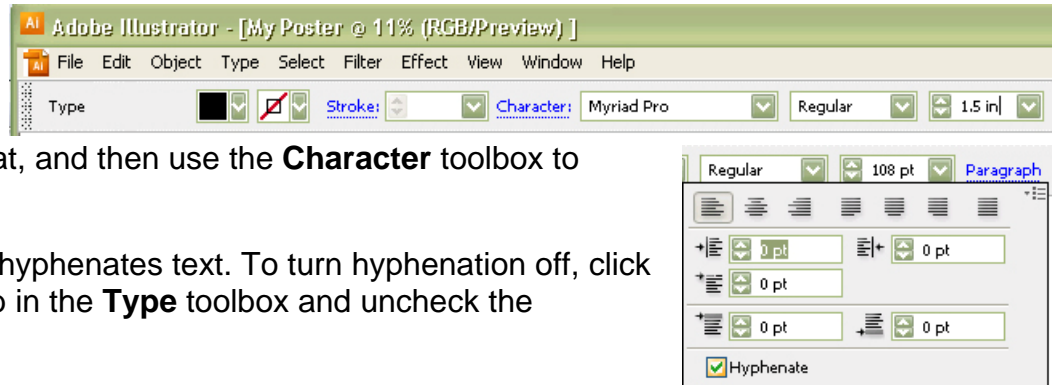 Adobe Illustrator - [My Poster @ 11% (RGB/Preview) ]
File Edit Object Type Select Filter Effect View Window Help
Type Stroke: Character: Myriad Pro Regular 1.5 in
at, and then use the Character toolbox to
Regular 108 pt Paragraph
0 pt 0 pt
hyphenates text. To turn hyphenation off, click
0 pt
in the Type toolbox and uncheck the
0 pt 0 pt
Hyphenate